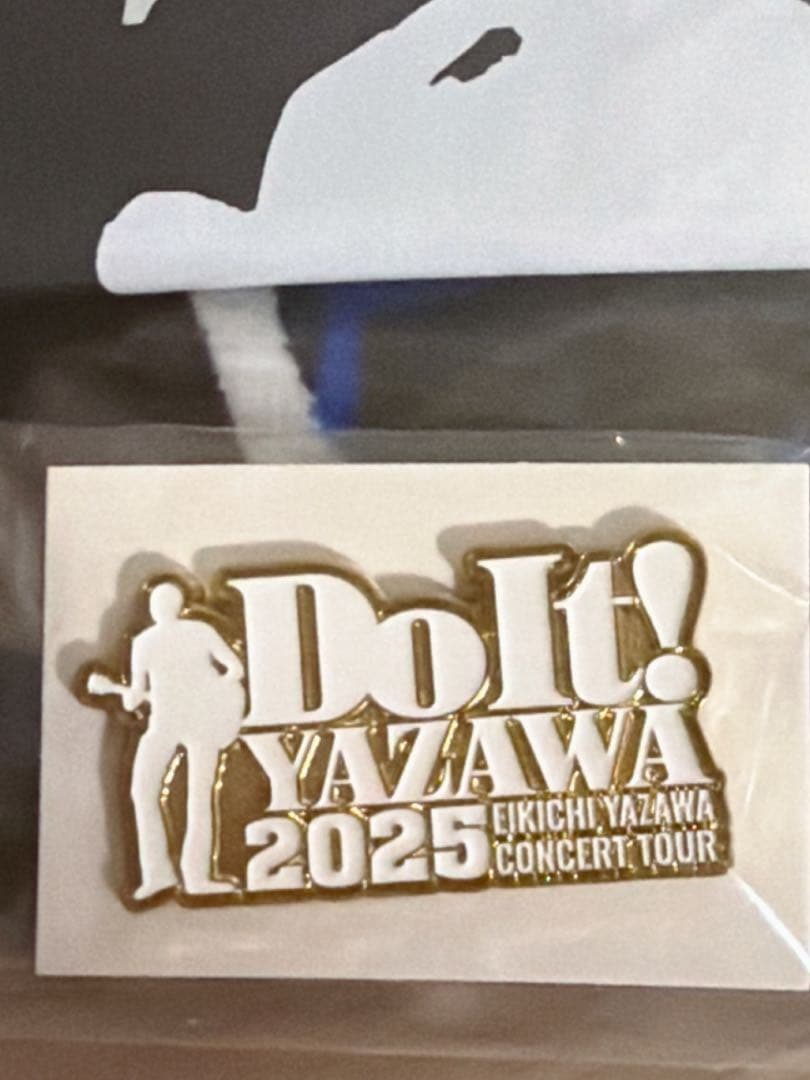 Do It!
YAZAWA
2025 EIKICHI YAZAWA
CONCERT TOUR